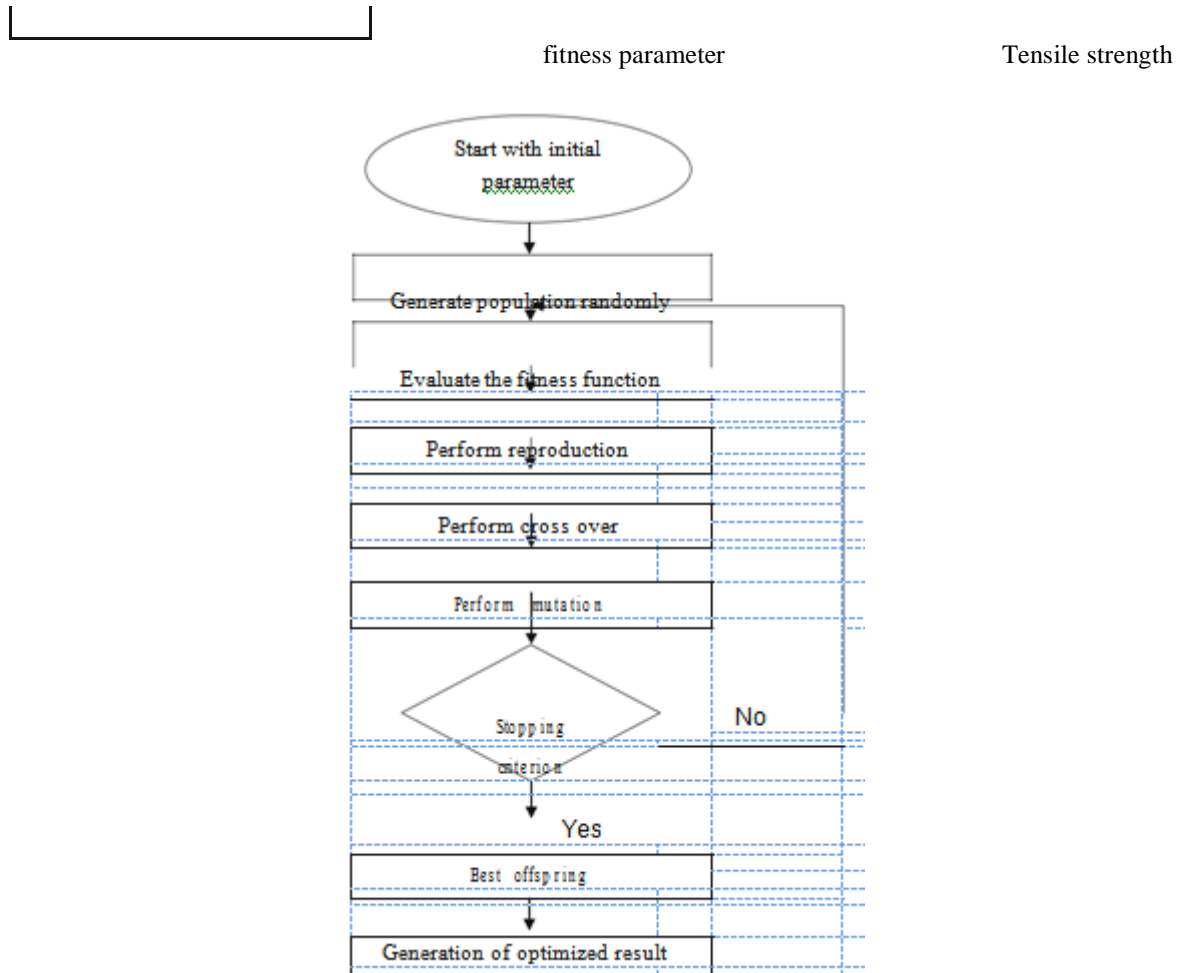 fitness parameter Tensile strength
Start with initial
parameter
Generate population randomly
Evaluate the fitness function
Perform reproduction
Perform cross over
Perform mutation
Stopping
No
criterion
Yes
Best offspring
Generation of optimized result